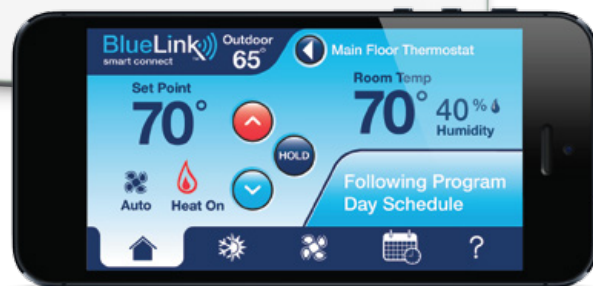 BlueLink
smart connect
Outdoor
65°
Main Floor Thermostat
Set Point
70°
Room Temp
70°
40%
Humidity
HOLD
Auto
Heat On
Following Program
Day Schedule
?